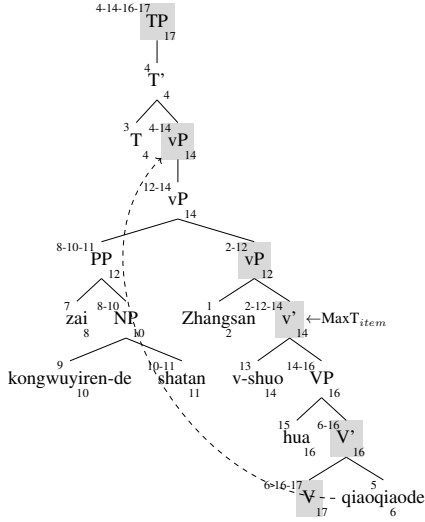 4-14-16-17 TP 17
4 T' 4
3 T 4 4-14 vP 14
12-14 vP 14
8-10-11 PP 12 2-12 vP 12
7 zai 8 8-10 NP 10 1 Zhangsan 2 2-12-14 v' 14 ←MaxT_item
9 kongwuyiren-de 10 10-11 shatan 11 13 v-shuo 14 14-16 VP 16
15 hua 16 6-16 V' 16
6-16-17 V 17 5 qiaoqiaode 6